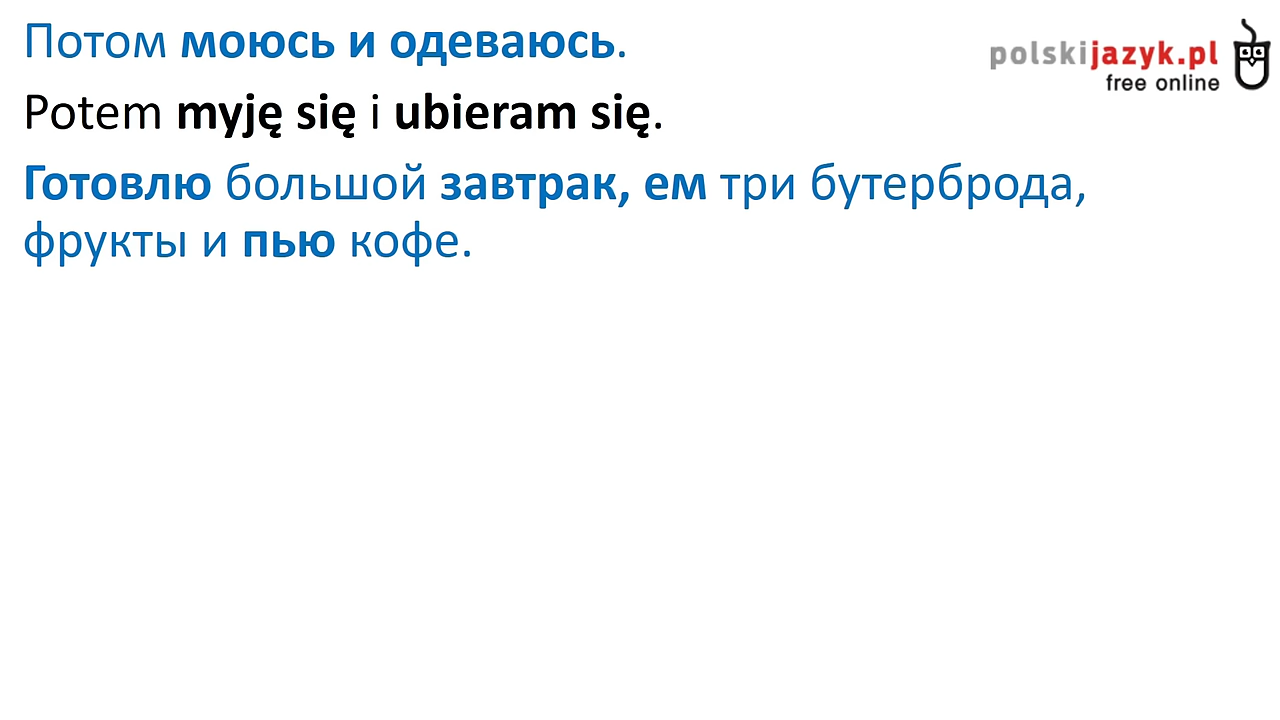 Потом моюсь и одеваюсь.
polskijazyk.pl
free online
Potem myję się i ubieram się.
Готовлю большой завтрак, ем три бутерброда,
фрукты и пью кофе.